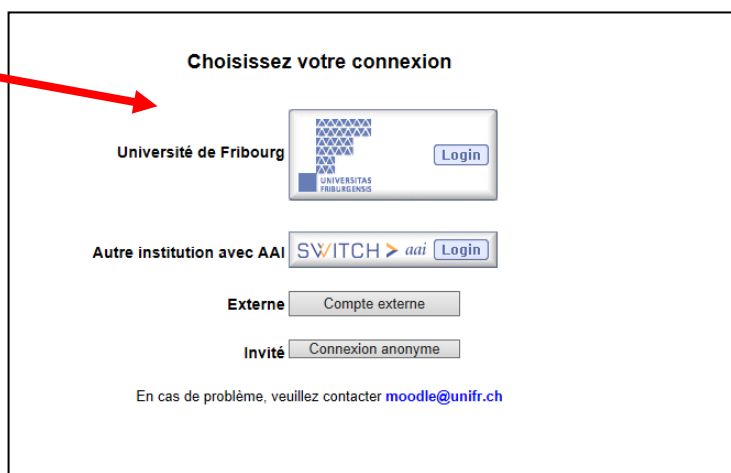 Choisissez votre connexion
Université de Fribourg
UNIVERSITAS
FRIBURGENSIS
Login
Autre institution avec AAI SWITCH > aai Login
Externe Compte externe
Invité Connexion anonyme
En cas de problème, veuillez contacter moodle@unifr.ch